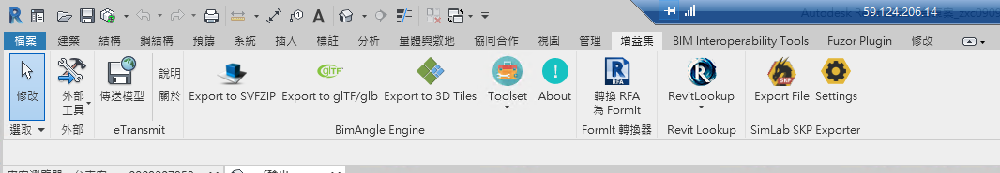 Autodesk R
59.124.206.14
檔案 建築 結構 鋼結構 預鑄 系統 插入 標註 分析 量體與敷地 協同合作 視圖 管理 增益集 BIM Interoperability Tools Fuzor Plugin 修改
修改
外部
工具
傳送模型
說明
關於
Export to SVFZIP
glTF
Export to glTF/glb
Export to 3D Tiles
Toolset
About
RFA
轉換 RFA
為 FormIt
RevitLookup
SKP
Export File
Settings
選取 外部 eTransmit BimAngle Engine FormIt 轉換器 Revit Lookup SimLab SKP Exporter